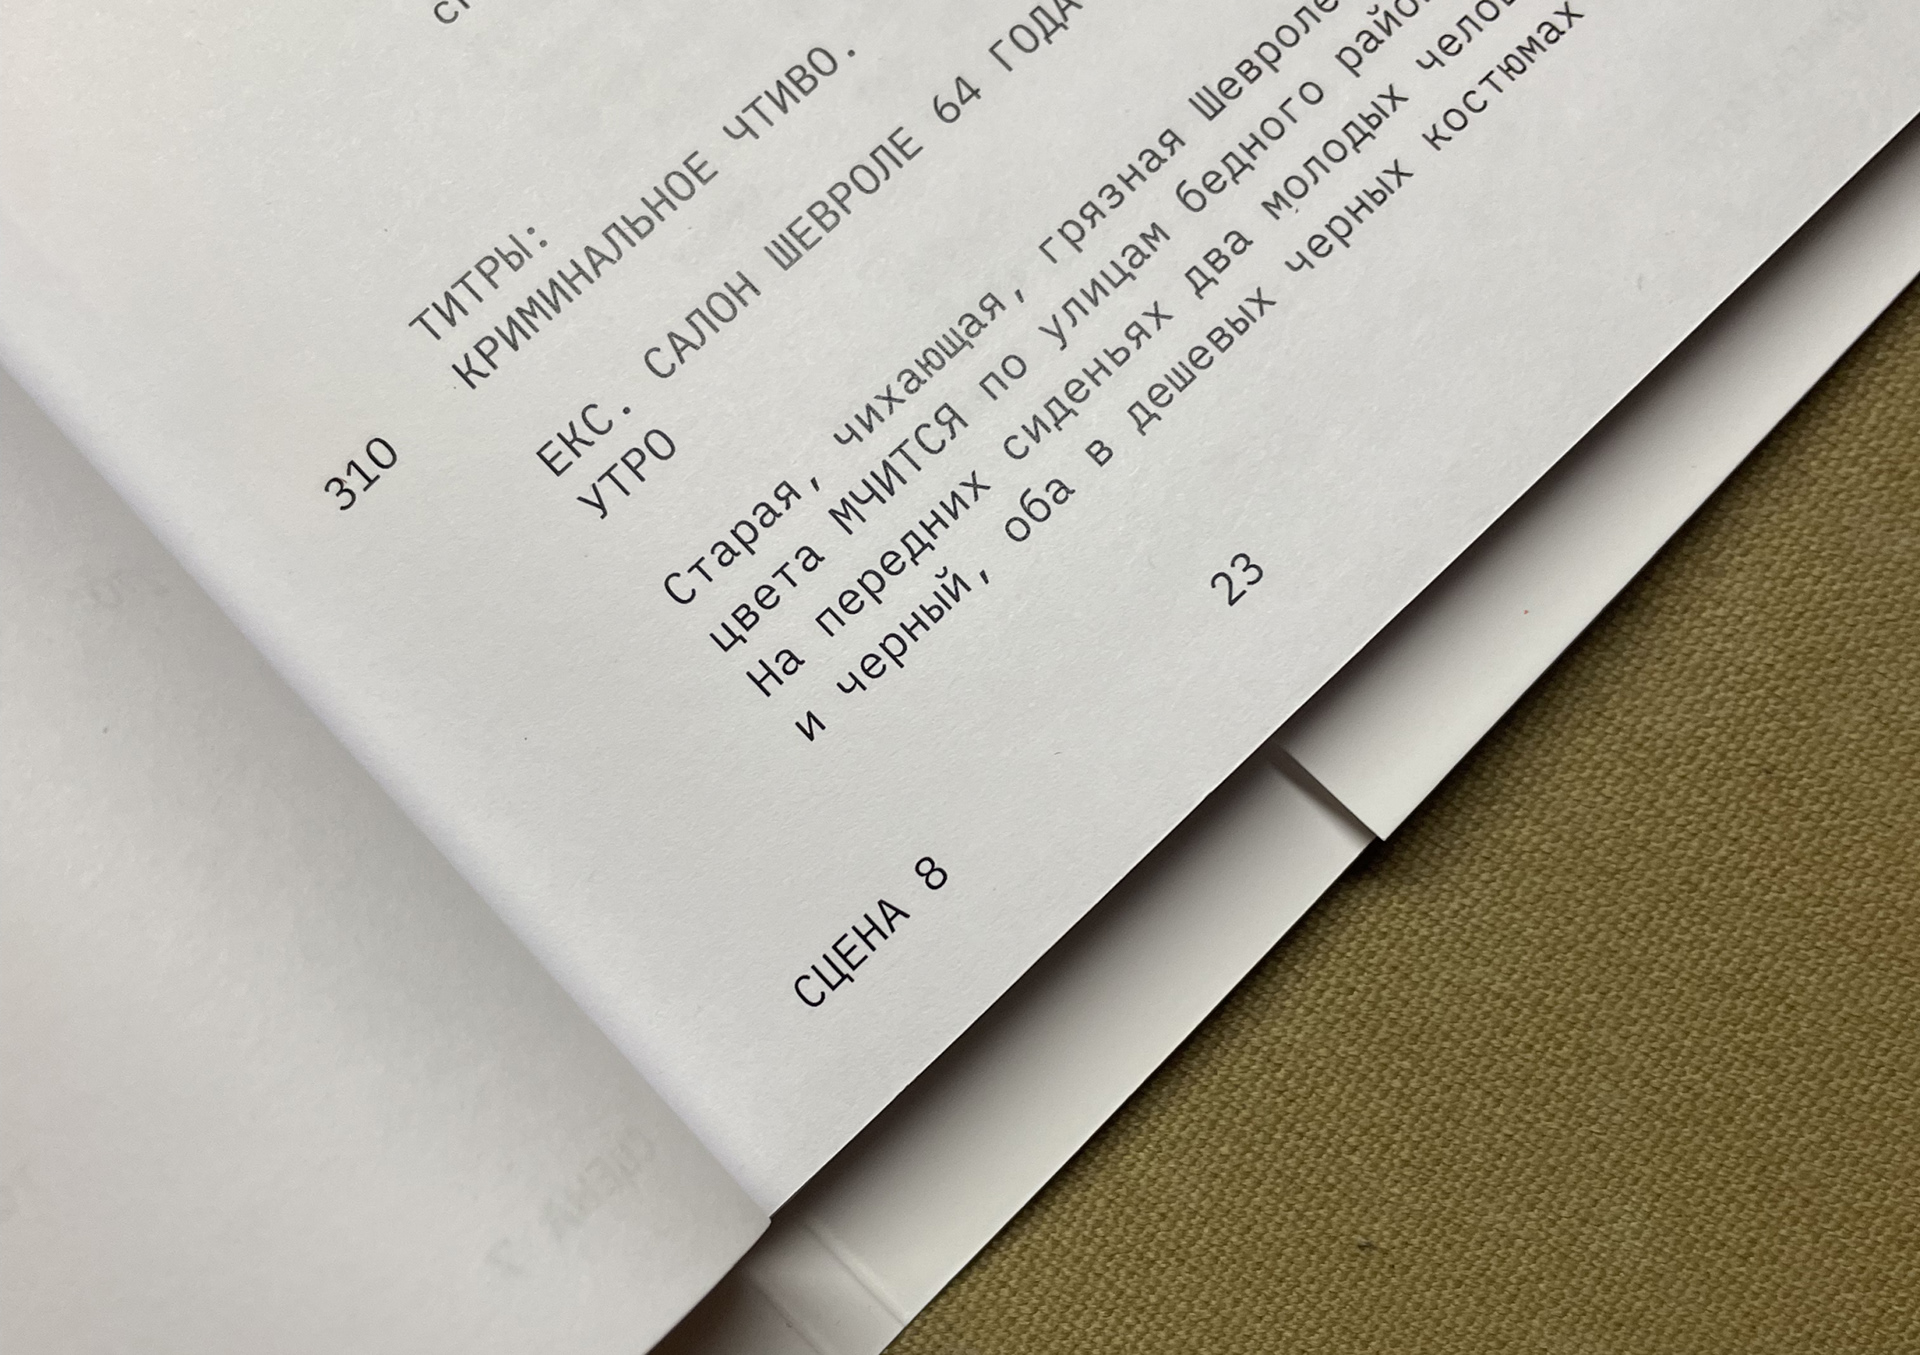 ТИТРЫ:
КРИМИНАЛЬНОЕ ЧТИВО.
310
ЕКС. САЛОН ШЕВРОЛЕ 64 ГОДА
УТРО
Старая, чихающая, грязная Шевроле
цвета МЧИТСЯ по улицам бедного
На передних сиденьях два молодых
и черный, оба в дешевых черных костюмах
23
СЦЕНА 8